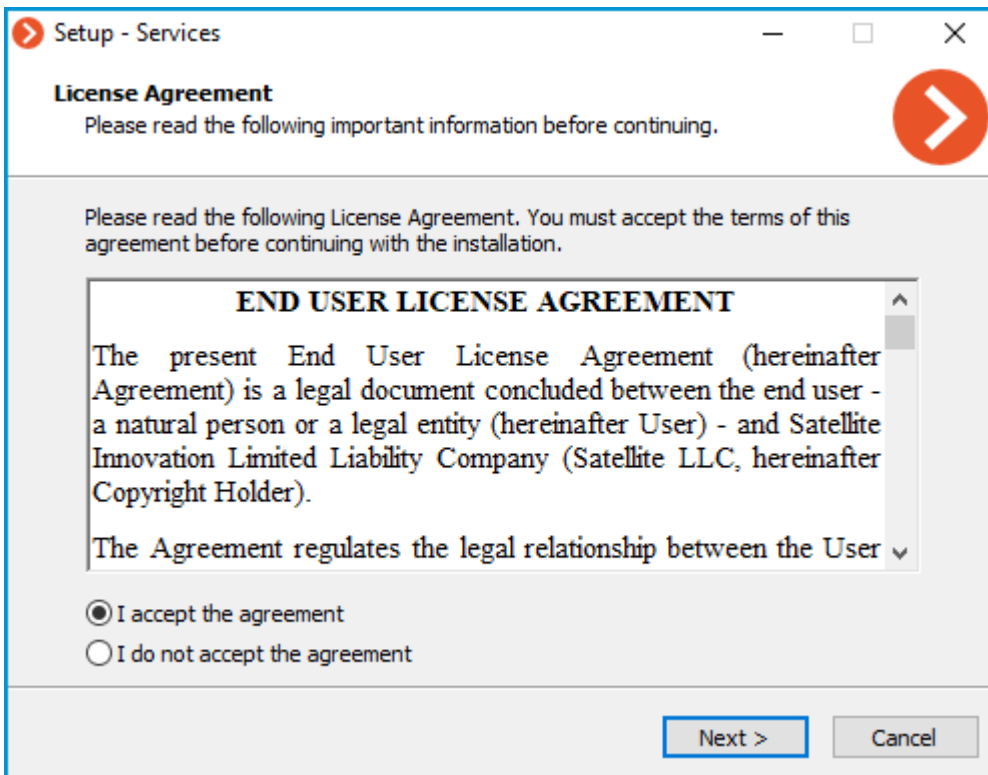 Setup - Services
License Agreement
Please read the following important information before continuing.
Please read the following License Agreement. You must accept the terms of this
agreement before continuing with the installation.
END USER LICENSE AGREEMENT
The present End User License Agreement (hereinafter
Agreement) is a legal document concluded between the end user -
a natural person or a legal entity (hereinafter User) - and Satellite
Innovation Limited Liability Company (Satellite LLC, hereinafter
Copyright Holder).
The Agreement regulates the legal relationship between the User
I accept the agreement
I do not accept the agreement
Next >
Cancel